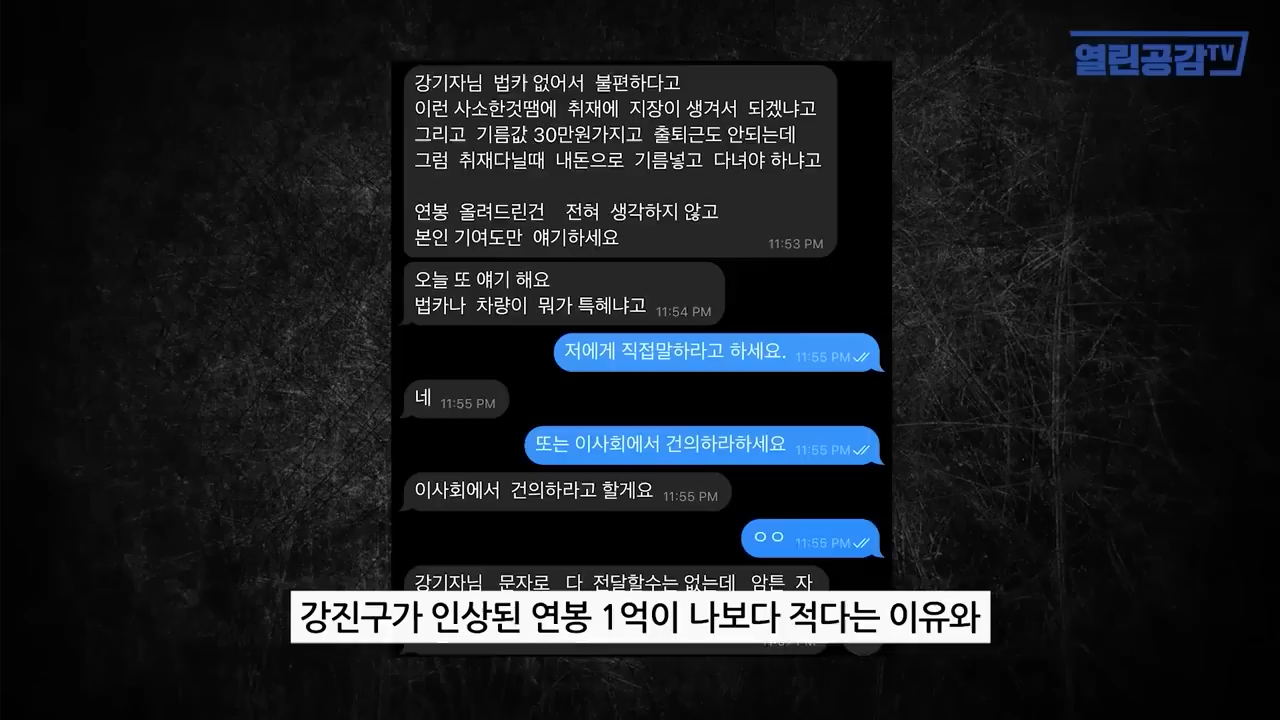 열린공감TV
강기자님 법카 없어서 불편하다고
이런 사소한것땜에 취재에 지장이 생겨서 되겠냐고
그리고 기름값 30만원가지고 출퇴근도 안되는데
그럼 취재다닐때 내돈으로 기름넣고 다녀야 하냐고
연봉 올려드린건 전혀 생각하지 않고
본인 기여도만 얘기하세요
11:53 PM
오늘 또 얘기 해요
법카나 차량이 뭐가 특혜냐고 11:54 PM
저에게 직접말하라고 하세요. 11:55 PM
네 11:55 PM
또는 이사회에서 건의하라하세요 11:55 PM
이사회에서 건의하라고 할게요 11:55 PM
ㅇㅇ 11:55 PM
강기자님 문자로 다 전달할수는 없는데 암튼 자
강진구가 인상된 연봉 1억이 나보다 적다는 이유와